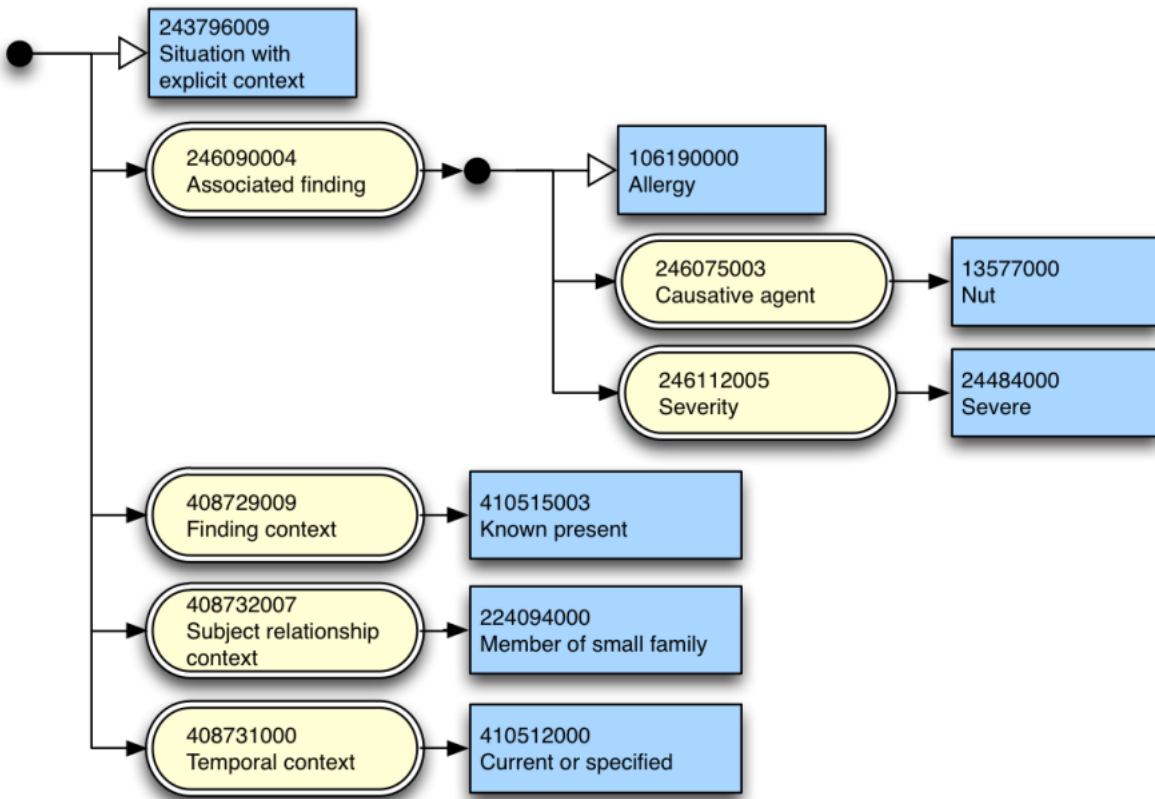 243796009
Situation with
explicit context
246090004
Associated finding
106190000
Allergy
246075003
Causative agent
13577000
Nut
246112005
Severity
24484000
Severe
408729009
Finding context
410515003
Known present
408732007
Subject relationship
context
224094000
Member of small family
408731000
Temporal context
410512000
Current or specified